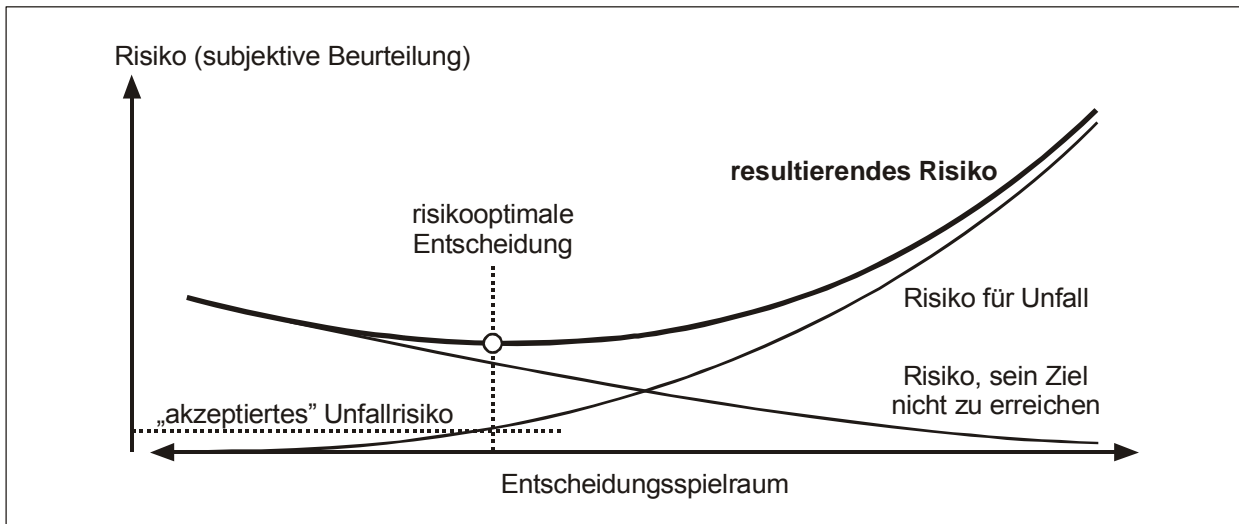 Risiko (subjektive Beurteilung)
resultierendes Risiko
risikooptimale
Entscheidung
Risiko für Unfall
Risiko, sein Ziel
nicht zu erreichen
„akzeptiertes” Unfallrisiko
Entscheidungsspielraum